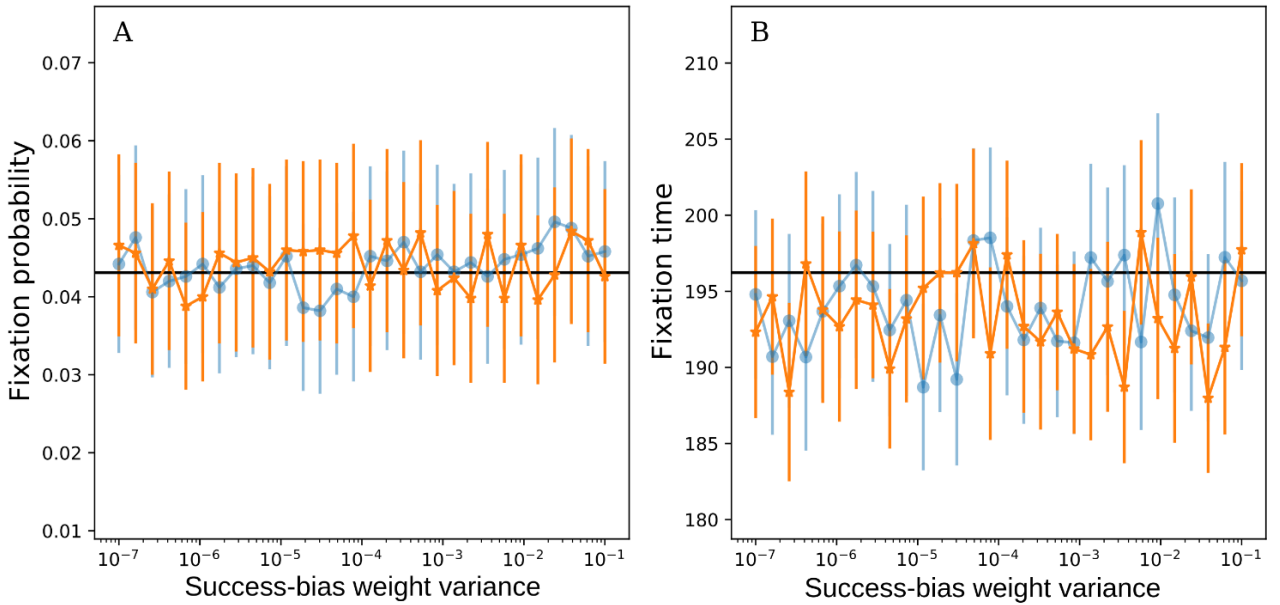 A
Fixation probability
0.07
0.06
0.05
0.04
0.03
0.02
0.01
10⁻⁷ 10⁻⁶ 10⁻⁵ 10⁻⁴ 10⁻³ 10⁻² 10⁻¹
Success-bias weight variance
B
Fixation time
210
205
200
195
190
185
180
10⁻⁷ 10⁻⁶ 10⁻⁵ 10⁻⁴ 10⁻³ 10⁻² 10⁻¹
Success-bias weight variance